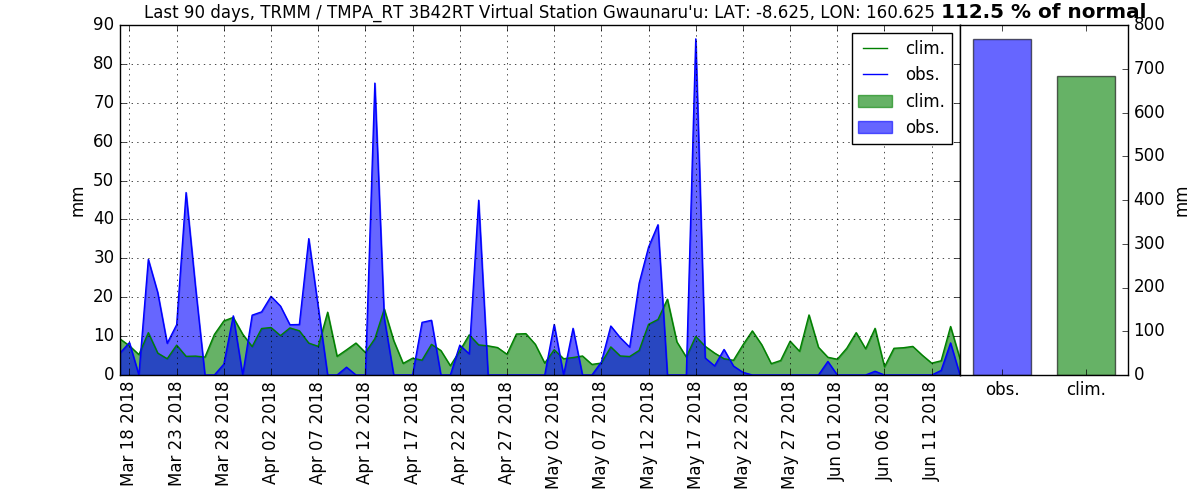 Last 90 days, TRMM / TMPA_RT 3B42RT Virtual Station Gwaunaru'u: LAT: -8.625, LON: 160.625 112.5 % of normal
90
80
70
60
50
40
30
20
10
0
mm
clim.
obs.
clim.
obs.
800
700
600
500
400
300
200
100
0
mm
obs.
clim.
Mar 18 2018
Mar 23 2018
Mar 28 2018
Apr 02 2018
Apr 07 2018
Apr 12 2018
Apr 17 2018
Apr 22 2018
Apr 27 2018
May 02 2018
May 07 2018
May 12 2018
May 17 2018
May 22 2018
May 27 2018
Jun 01 2018
Jun 06 2018
Jun 11 2018